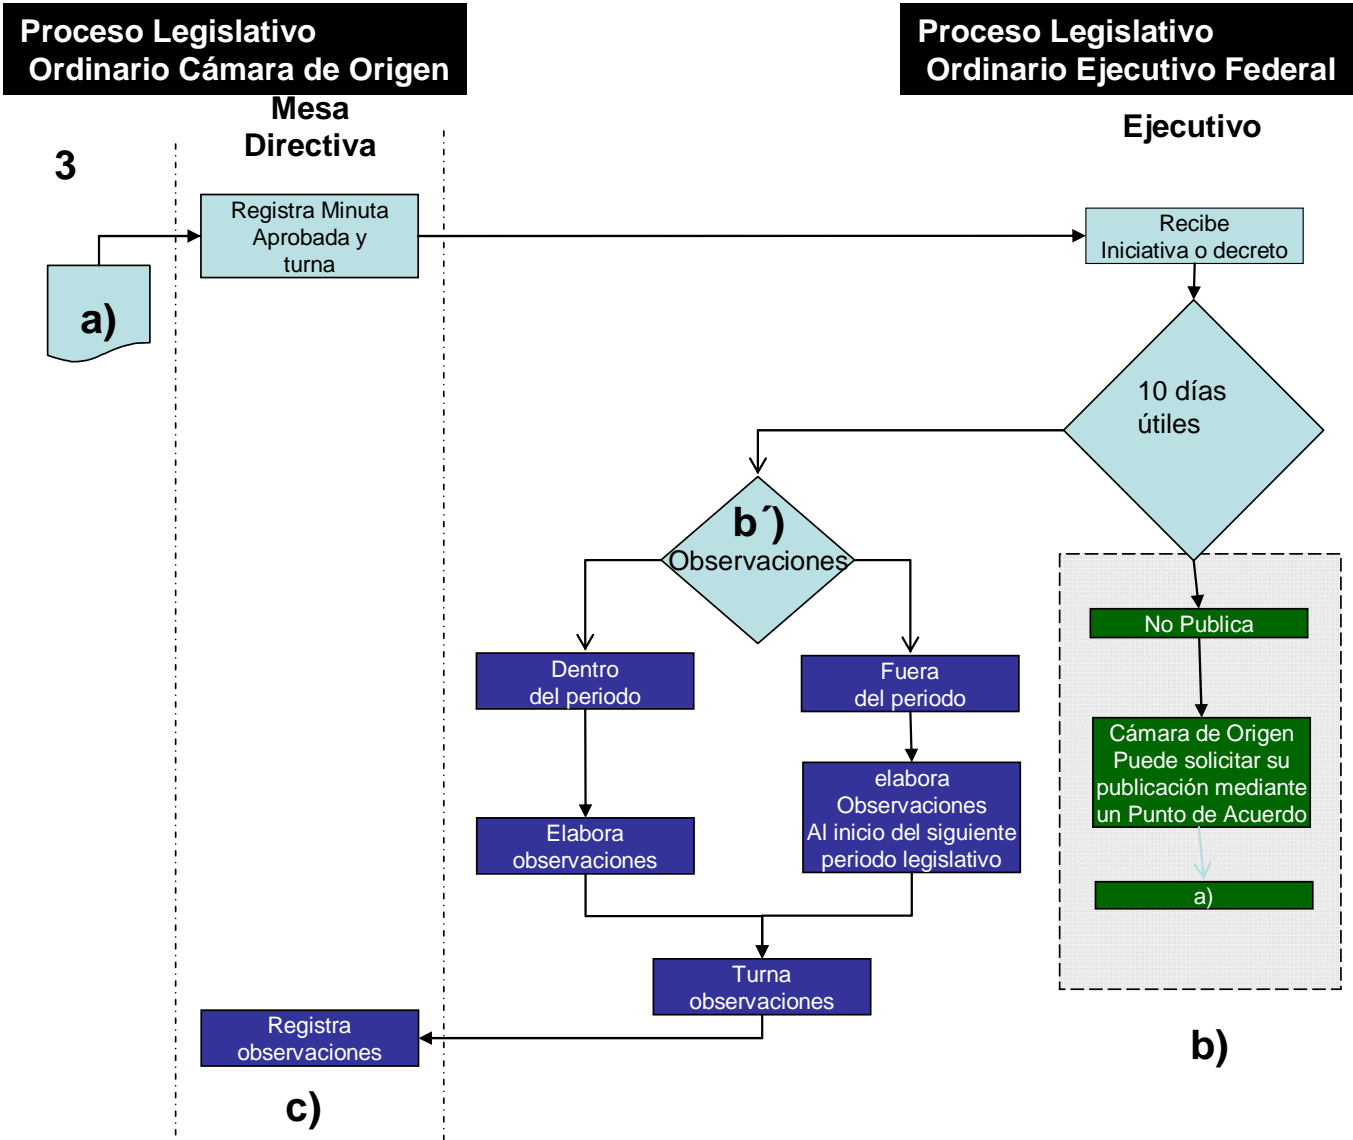 Proceso Legislativo
Ordinario Cámara de Origen
Proceso Legislativo
Ordinario Ejecutivo Federal
Mesa
Directiva
Ejecutivo
3
Registra Minuta
Aprobada y
turna
Recibe
Iniciativa o decreto
a)
10 días
útiles
b´)
Observaciones
No Publica
Dentro
del periodo
Fuera
del periodo
Cámara de Origen
Puede solicitar su
publicación mediante
un Punto de Acuerdo
elabora
Observaciones
Al inicio del siguiente
periodo legislativo
Elabora
observaciones
a)
Turna
observaciones
Registra
observaciones
b)
c)